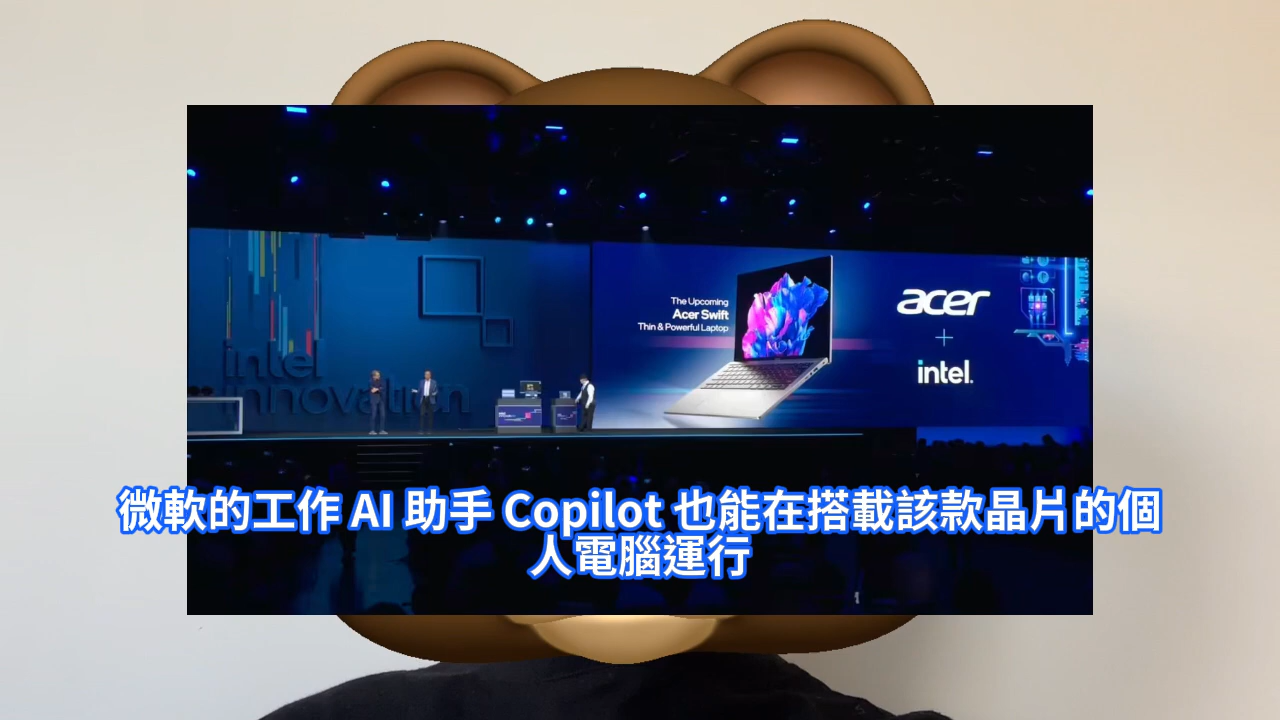 intel
innovation
The Upcoming
Acer Swift
Thin & Powerful Laptop
acer
+
intel.
微軟的工作 AI 助手 Copilot 也能在搭載該款晶片的個
人電腦運行